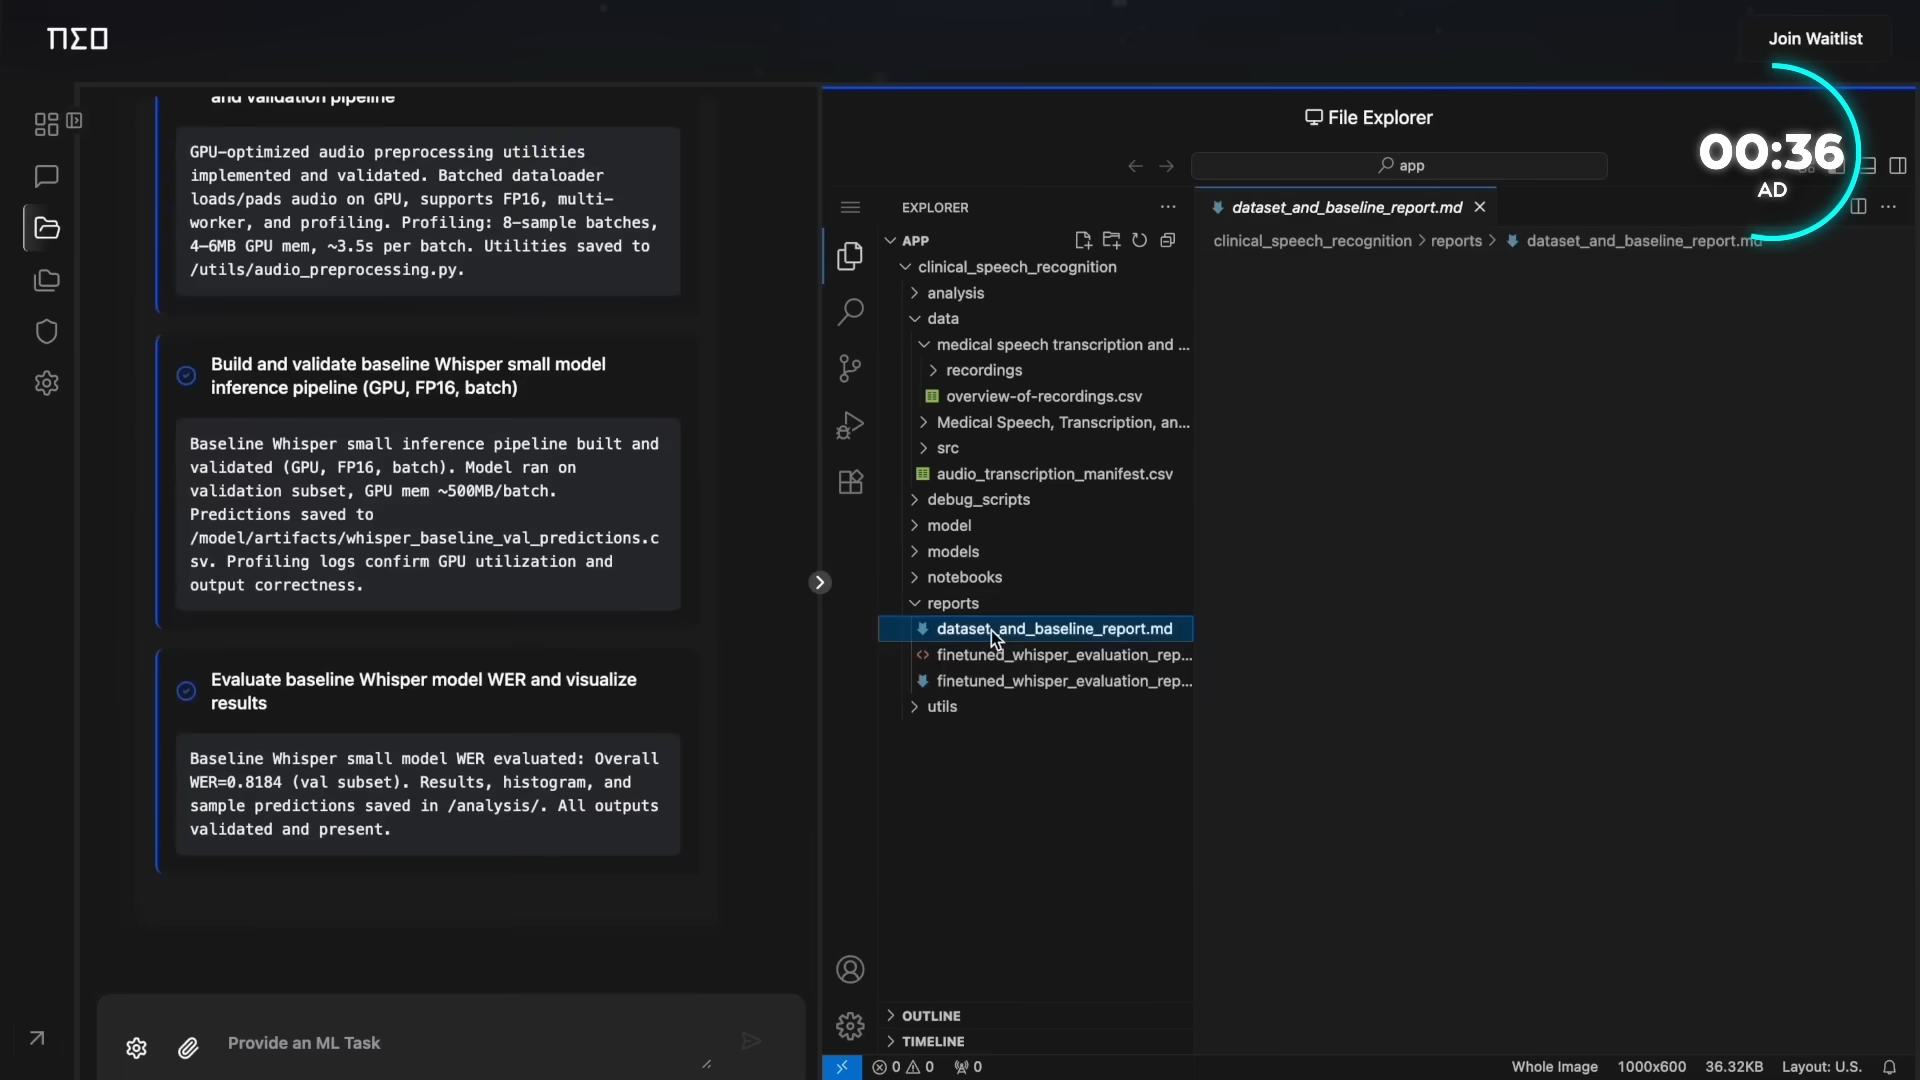 ΠΣO
Join Waitlist
and validation pipeline
GPU-optimized audio preprocessing utilities
implemented and validated. Batched dataloader
loads/pads audio on GPU, supports FP16, multi-
worker, and profiling. Profiling: 8-sample batches,
4–6MB GPU mem, ~3.5s per batch. Utilities saved to
/utils/audio_preprocessing.py.
Build and validate baseline Whisper small model
inference pipeline (GPU, FP16, batch)
Baseline Whisper small inference pipeline built and
validated (GPU, FP16, batch). Model ran on
validation subset, GPU mem ~500MB/batch.
Predictions saved to
/model/artifacts/whisper_baseline_val_predictions.c
sv. Profiling logs confirm GPU utilization and
output correctness.
Evaluate baseline Whisper model WER and visualize
results
Baseline Whisper small model WER evaluated: Overall
WER=0.8184 (val subset). Results, histogram, and
sample predictions saved in /analysis/. All outputs
validated and present.
Provide an ML Task
File Explorer
00:36
AD
app
EXPLORER
dataset_and_baseline_report.md
clinical_speech_recognition > reports > dataset_and_baseline_report.md
APP
clinical_speech_recognition
analysis
data
medical speech transcription and ...
recordings
overview-of-recordings.csv
Medical Speech, Transcription, an...
src
audio_transcription_manifest.csv
debug_scripts
model
models
notebooks
reports
dataset_and_baseline_report.md
finetuned_whisper_evaluation_rep...
finetuned_whisper_evaluation_rep...
utils
OUTLINE
TIMELINE
0 0 0
Whole Image 1000x600 36.32KB Layout: U.S.